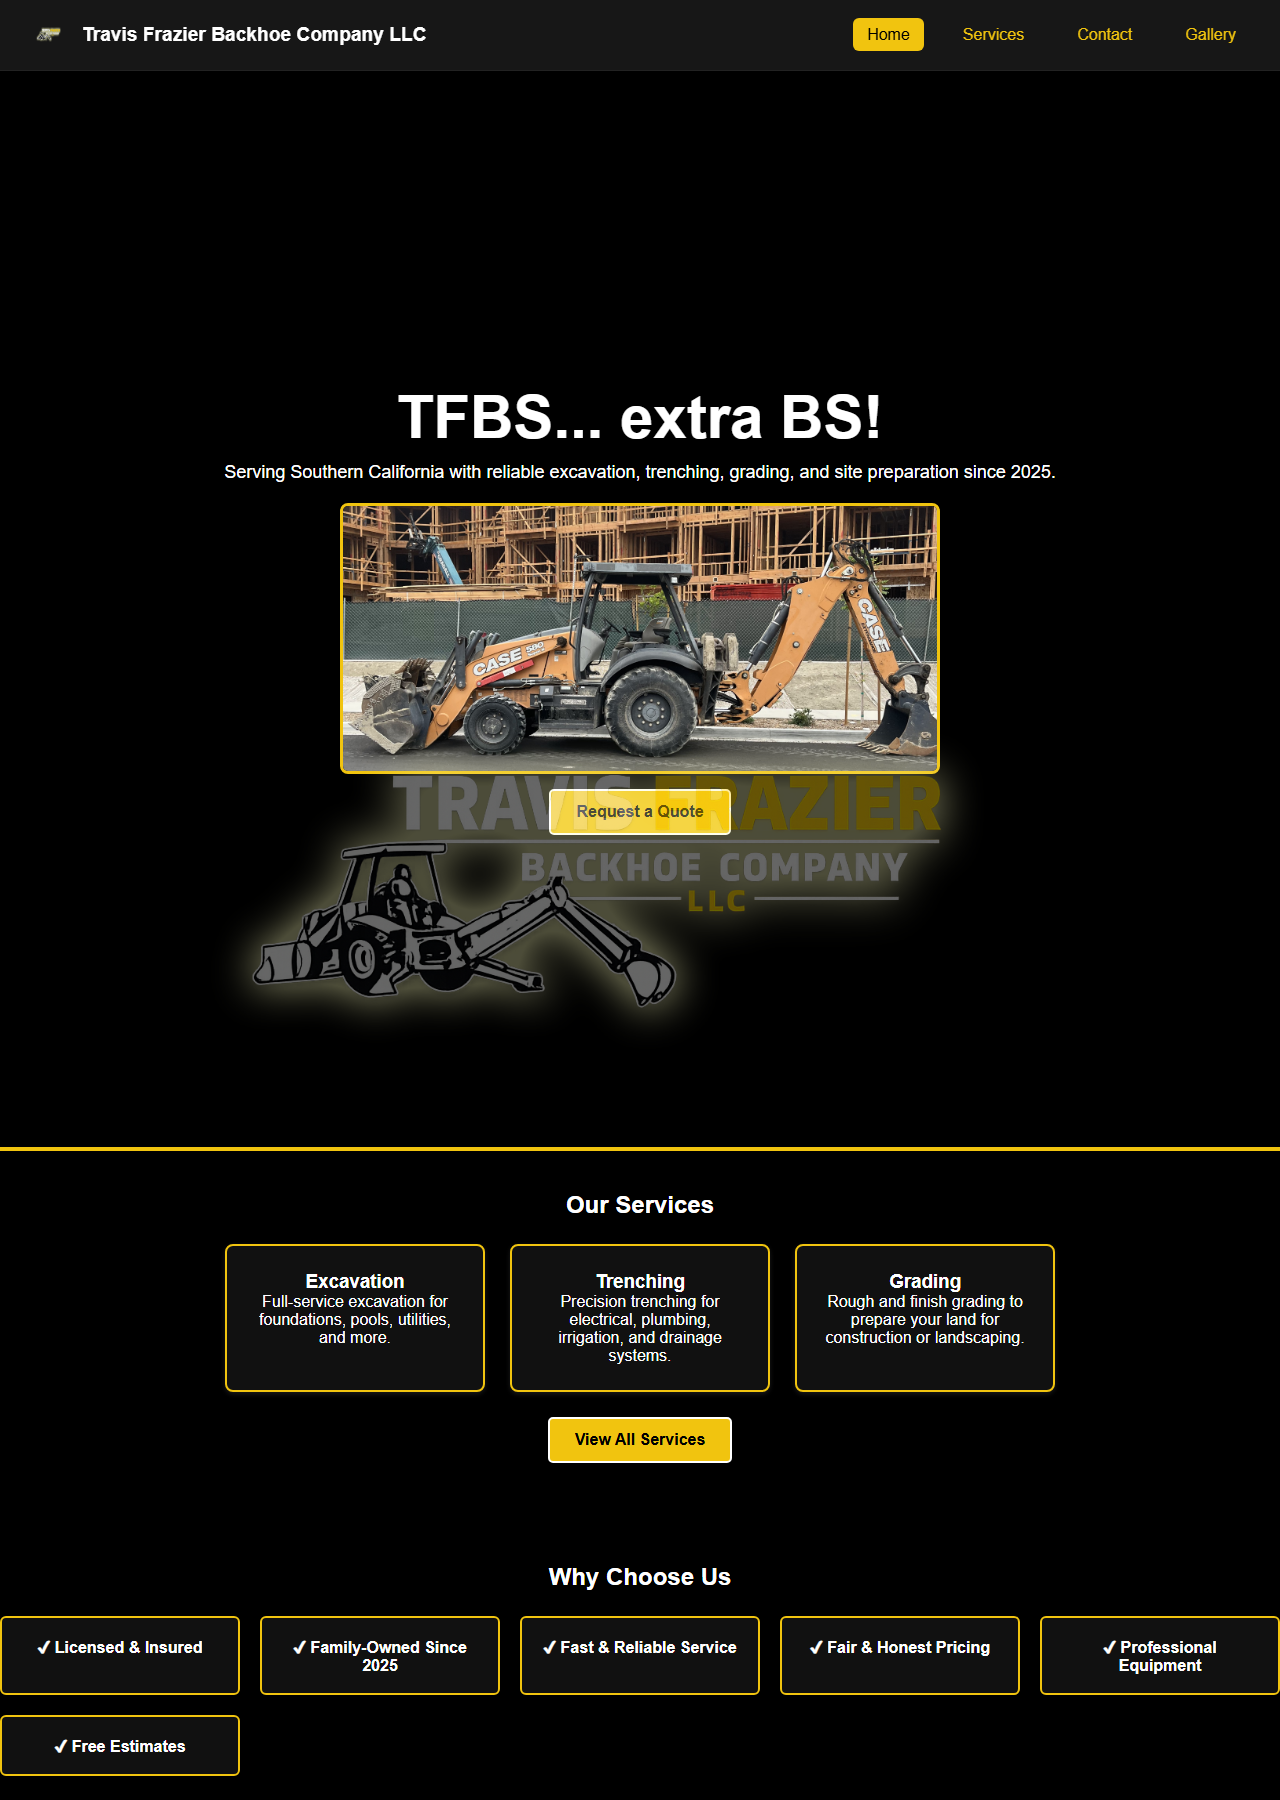 Travis Frazier Backhoe Company LLC
Home Services Contact Gallery
TFBS... extra BS!
Serving Southern California with reliable excavation, trenching, grading, and site preparation since 2025.
CASE 580
CASE
TRAVIS FRAZIER
Request a Quote
BACKHOE COMPANY
LLC
Our Services
Excavation
Full-service excavation for
foundations, pools, utilities,
and more.
Trenching
Precision trenching for
electrical, plumbing,
irrigation, and drainage
systems.
Grading
Rough and finish grading to
prepare your land for
construction or landscaping.
View All Services
Why Choose Us
✔ Licensed & Insured
✔ Family-Owned Since
2025
✔ Fast & Reliable Service
✔ Fair & Honest Pricing
✔ Professional
Equipment
✔ Free Estimates